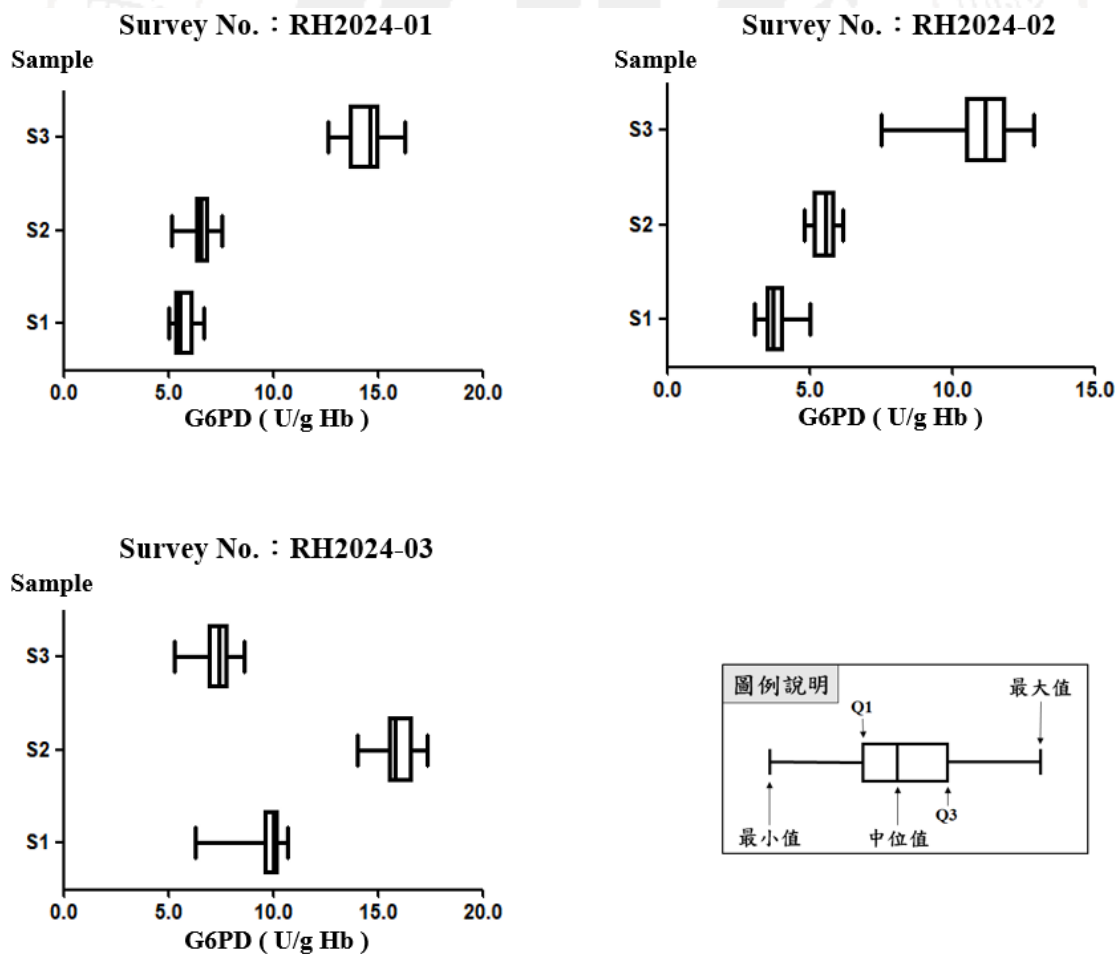 Survey No.：RH2024-01
Sample
S3
S2
S1
0.0 5.0 10.0 15.0 20.0
G6PD ( U/g Hb )
Survey No.：RH2024-02
Sample
S3
S2
S1
0.0 5.0 10.0 15.0
G6PD ( U/g Hb )
Survey No.：RH2024-03
Sample
S3
S2
S1
0.0 5.0 10.0 15.0 20.0
G6PD ( U/g Hb )
圖例說明
最大值
Q1
Q3
最小值
中位值